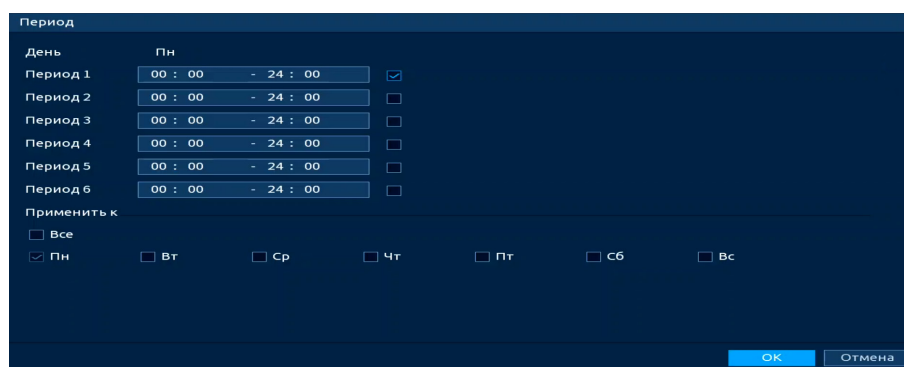 Период
День Пн
Период 1 00 : 00 - 24 : 00
Период 2 00 : 00 - 24 : 00
Период 3 00 : 00 - 24 : 00
Период 4 00 : 00 - 24 : 00
Период 5 00 : 00 - 24 : 00
Период 6 00 : 00 - 24 : 00
Применить к
Все
Пн Вт Ср Чт Пт Сб Вс
ОК Отмена